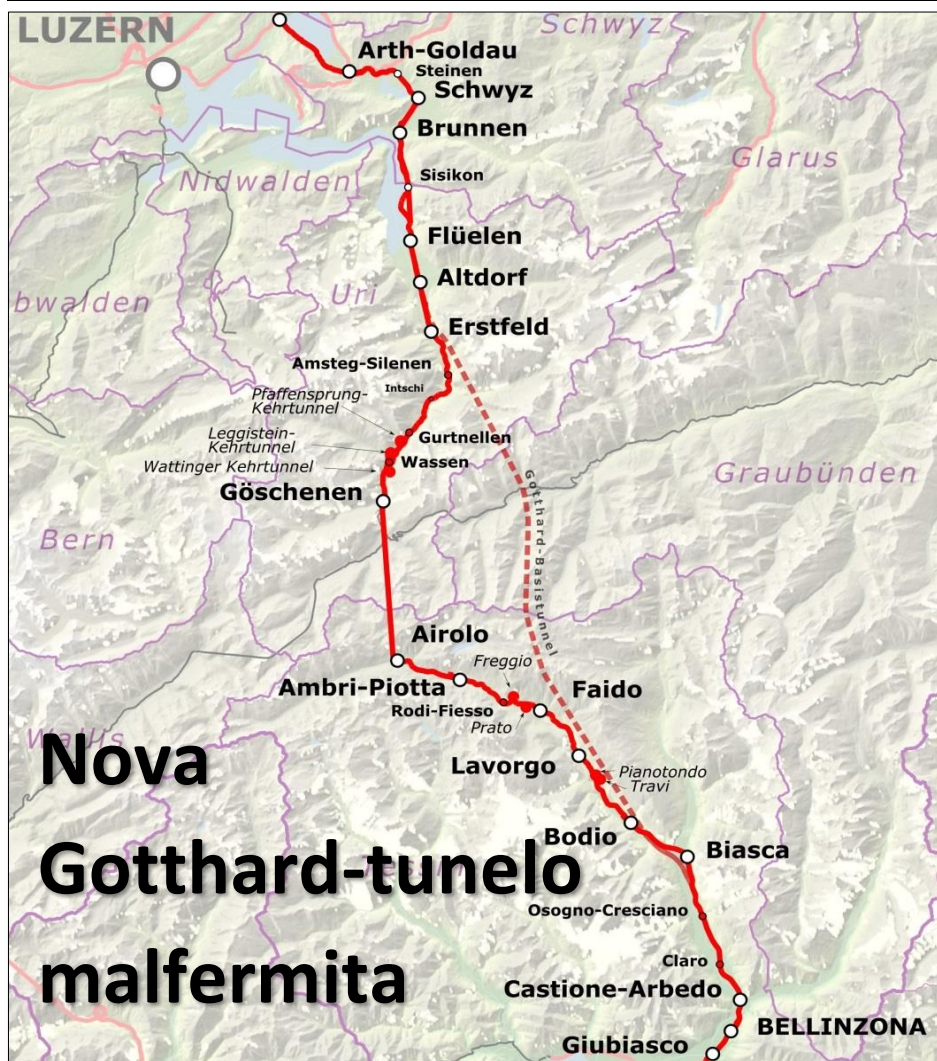 LUZERN
Schwyz
Arth-Goldau
Steinen
Schwyz
Brunnen
Glarus
Sisikon
Nidwalden
Flüelen
Altdorf
bwalden
Uri
Erstfeld
Amsteg-Silenen
Intschi
Pfaffensprung-
Kehrtunnel
Leggistein-
Kehrtunnel
Gurtnellen
Wattinger Kehrtunnel
Wassen
Göschenen
Graubünden
Gotthard-Basistunnel
Bern
Airolo
Freggio
Ambri-Piotta
Faido
Rodi-Fiesso
Prato
Lavorgo
Pianotondo
Travi
Nova
Bodio
Biasca
Gotthard-tunelo
Osogno-Cresciano
Claro
malfermita
Castione-Arbedo
BELLINZONA
Giubiasco